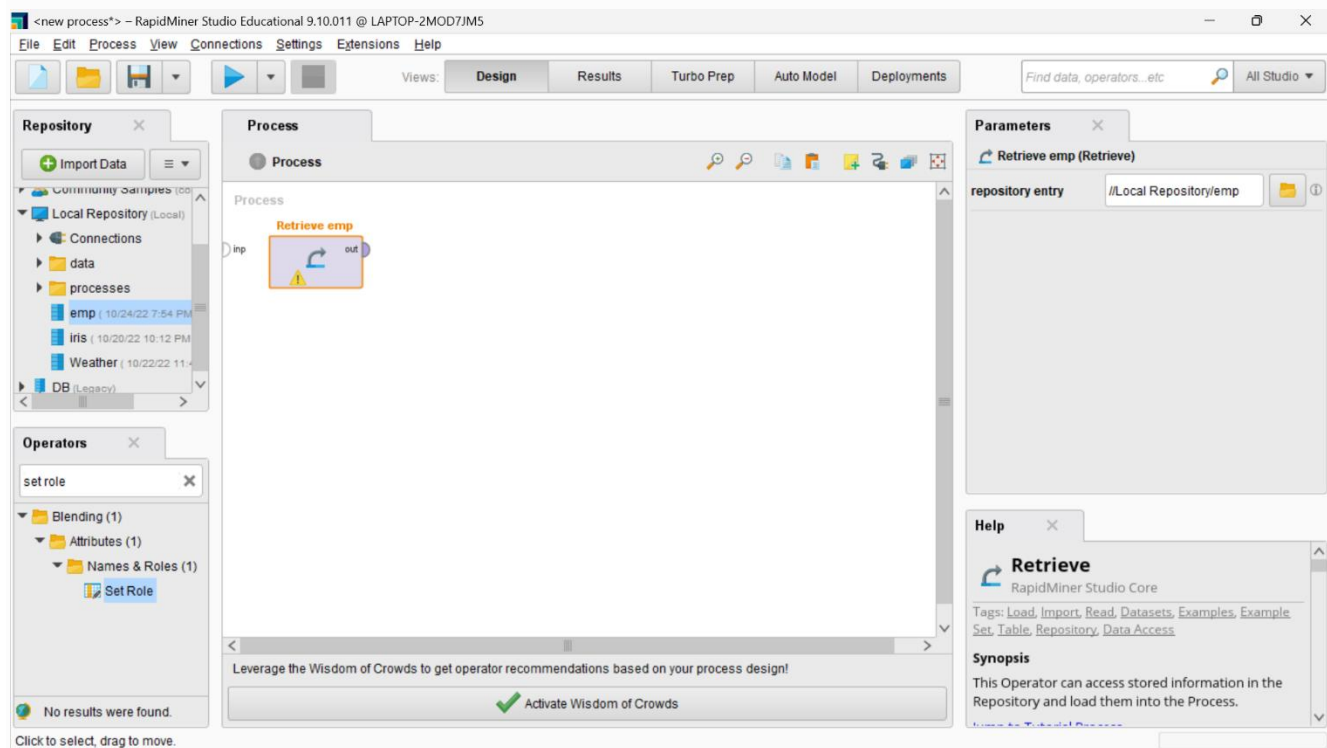 <new process*> – RapidMiner Studio Educational 9.10.011 @ LAPTOP-2MOD7JM5
File Edit Process View Connections Settings Extensions Help
Views: Design Results Turbo Prep Auto Model Deployments
Find data, operators...etc
All Studio
Repository
Import Data
Community Samples
Local Repository (Local)
Connections
data
processes
emp ( 10/24/22 7:54 PM
iris ( 10/20/22 10:12 PM
Weather ( 10/22/22 11:
DB (Legacy)
Operators
set role
Blending (1)
Attributes (1)
Names & Roles (1)
Set Role
No results were found.
Click to select, drag to move.
Process
Process
Process
Retrieve emp
inp
out
Leverage the Wisdom of Crowds to get operator recommendations based on your process design!
Activate Wisdom of Crowds
Parameters
Retrieve emp (Retrieve)
repository entry
//Local Repository/emp
Help
Retrieve
RapidMiner Studio Core
Tags: Load, Import, Read, Datasets, Examples, Example
Set, Table, Repository, Data Access
Synopsis
This Operator can access stored information in the
Repository and load them into the Process.
Jump to Tutorial Process